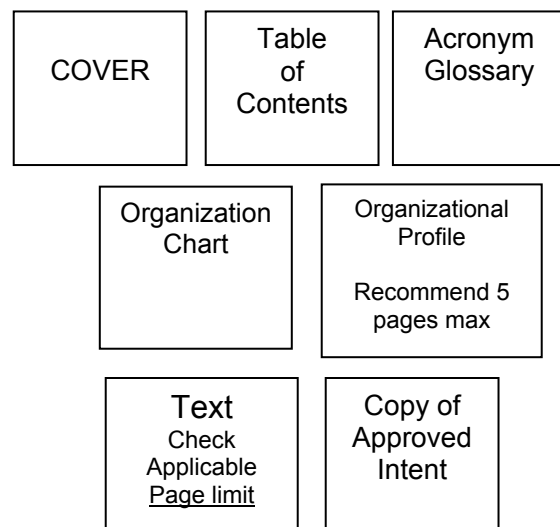 COVER
Table
of
Contents
Acronym
Glossary
Organization
Chart
Organizational
Profile
Recommend 5
pages max
Text
Check
Applicable
Page limit
Copy of
Approved
Intent